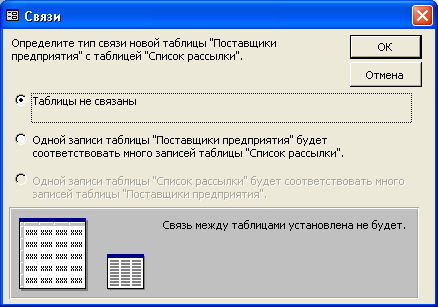 Связи
Определите тип связи новой таблицы "Поставщики
предприятия" с таблицей "Список рассылки".
ОК
Отмена
Таблицы не связаны
Одной записи таблицы "Поставщики предприятия" будет
соответствовать много записей таблицы "Список рассылки".
Одной записи таблицы "Список рассылки" будет соответствовать много
записей таблицы "Поставщики предприятия".
Связь между таблицами установлена не будет.